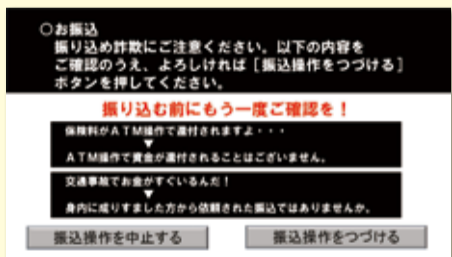 ○お振込
振り込め詐欺にご注意ください。以下の内容を
ご確認のうえ、よろしければ［振込操作をつづける］
ボタンを押してください。
振り込む前にもう一度ご確認を！
保険料がＡＴＭ操作で還付されますよ・・・
▼
ＡＴＭ操作で資金が還付されることはございません。
交通事故でお金がすぐいるんだ！
▼
身内に成りすました方から依頼された振込ではありませんか。
振込操作を中止する
振込操作をつづける